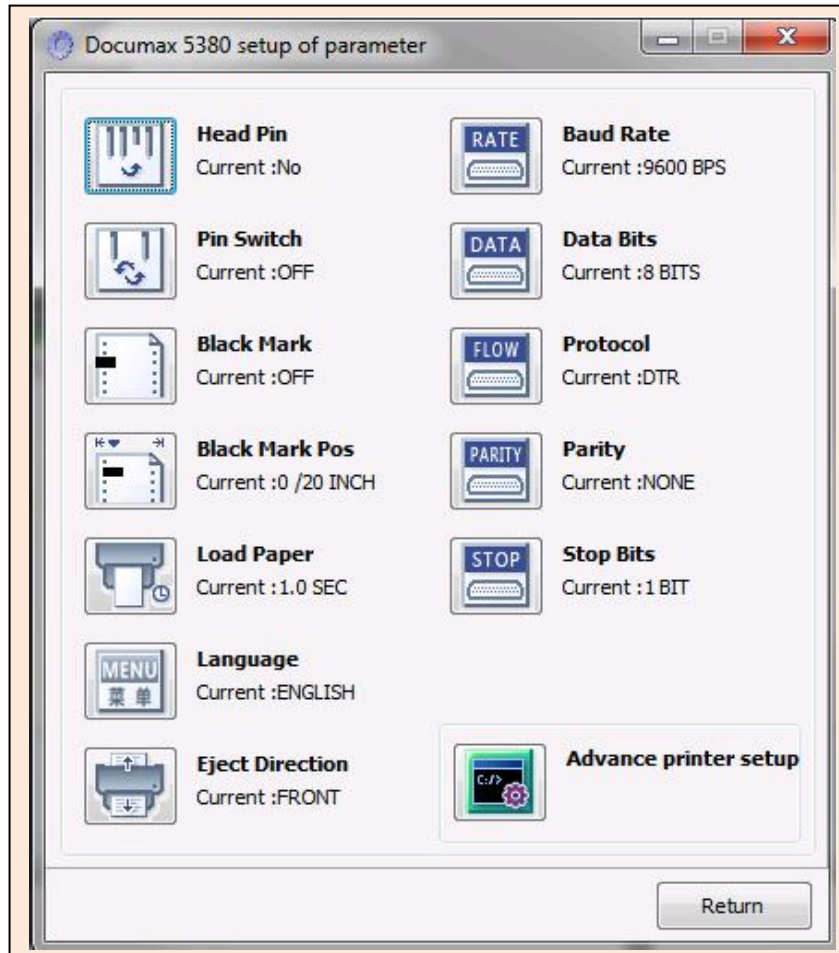 Documax 5380 setup of parameter
Head Pin
Current :No
Pin Switch
Current :OFF
Black Mark
Current :OFF
Black Mark Pos
Current :0 /20 INCH
Load Paper
Current :1.0 SEC
MENU
菜 单
Language
Current :ENGLISH
Eject Direction
Current :FRONT
RATE
Baud Rate
Current :9600 BPS
DATA
Data Bits
Current :8 BITS
FLOW
Protocol
Current :DTR
PARITY
Parity
Current :NONE
STOP
Stop Bits
Current :1 BIT
C:/>
Advance printer setup
Return